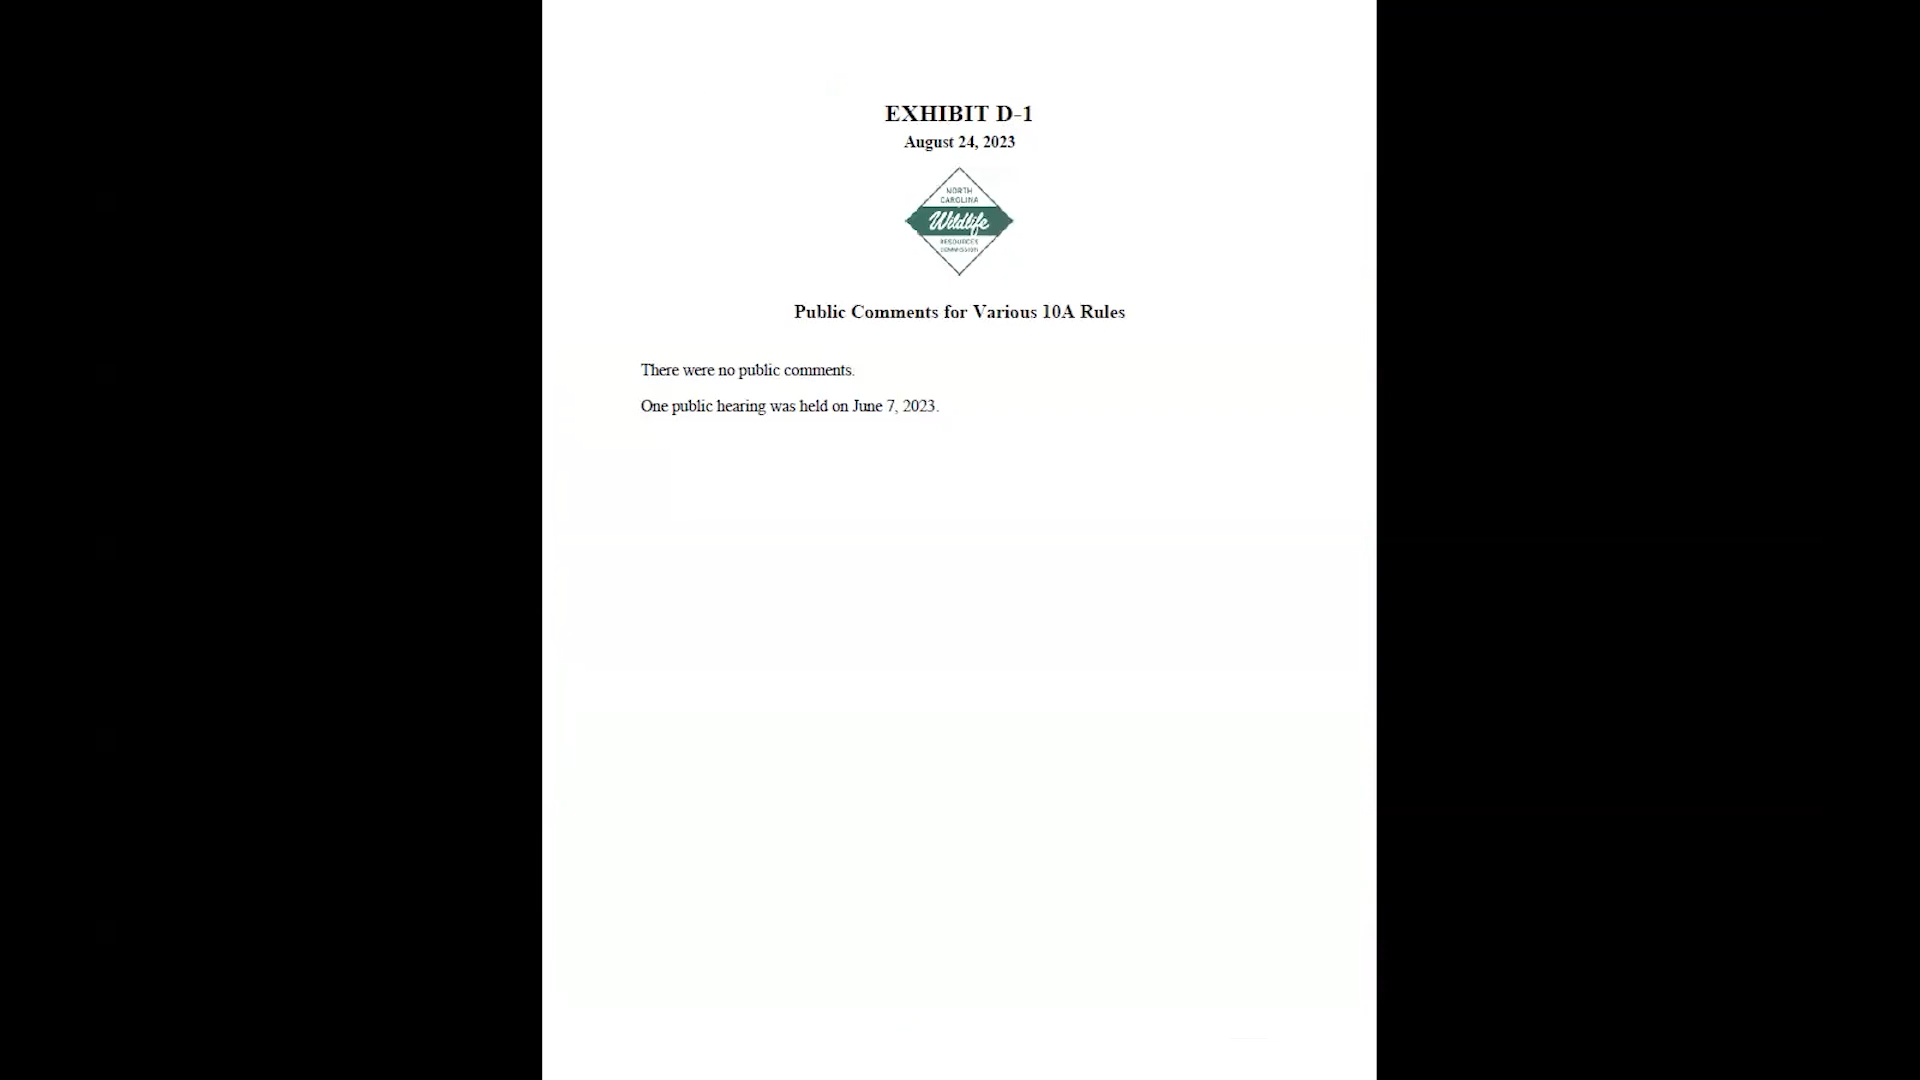 EXHIBIT D-1
August 24, 2023
NORTH
CAROLINA
Wildlife
RESOURCES
COMMISSION
Public Comments for Various 10A Rules
There were no public comments.
One public hearing was held on June 7, 2023.